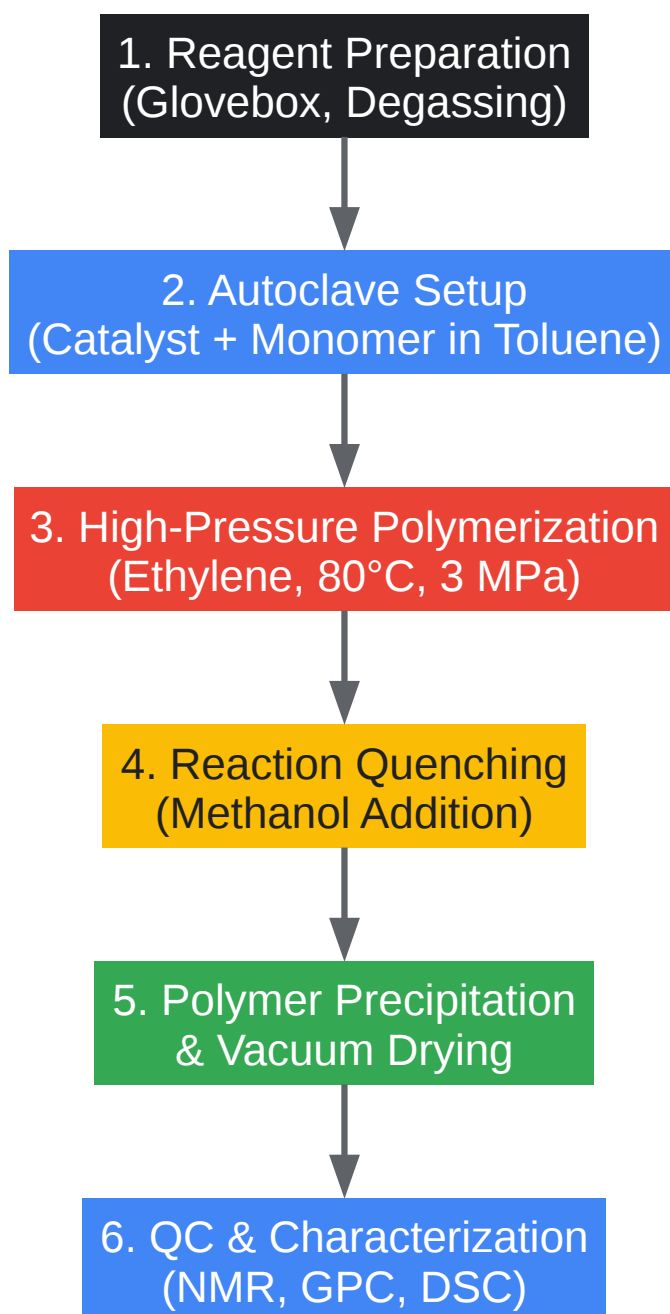 1. Reagent Preparation
(Glovebox, Degassing)
2. Autoclave Setup
(Catalyst + Monomer in Toluene)
3. High-Pressure Polymerization
(Ethylene, 80°C, 3 MPa)
4. Reaction Quenching
(Methanol Addition)
5. Polymer Precipitation
& Vacuum Drying
6. QC & Characterization
(NMR, GPC, DSC)